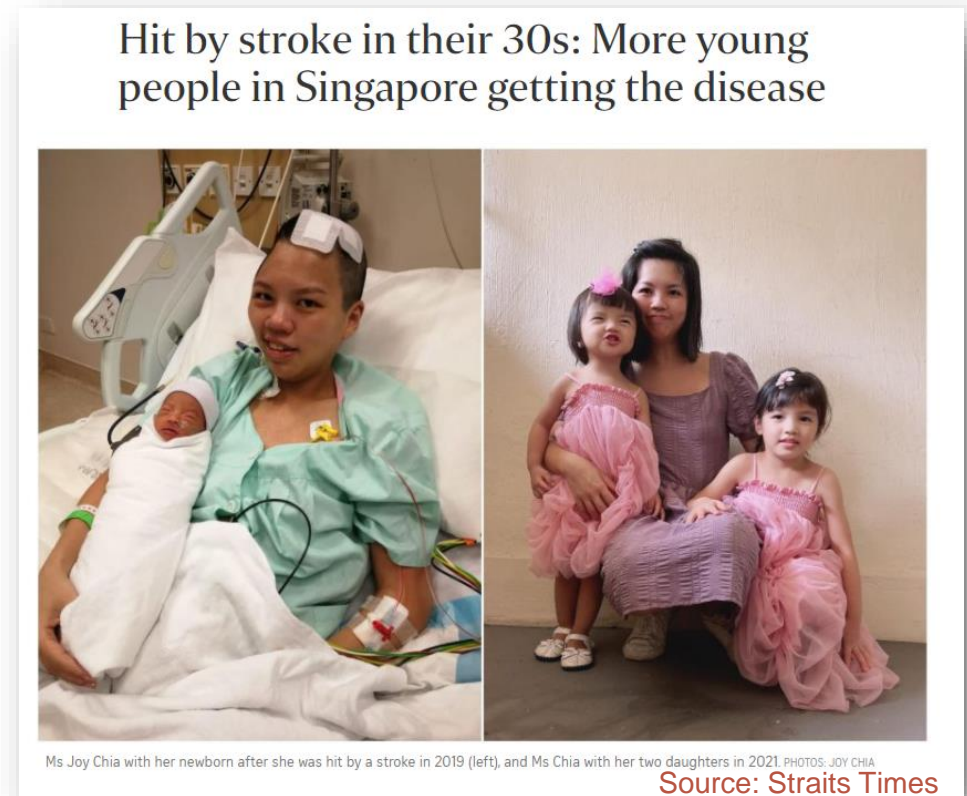 Hit by stroke in their 30s: More young
people in Singapore getting the disease
Ms Joy Chia with her newborn after she was hit by a stroke in 2019 (left), and Ms Chia with her two daughters in 2021. PHOTOS: JOY CHIA
Source: Straits Times